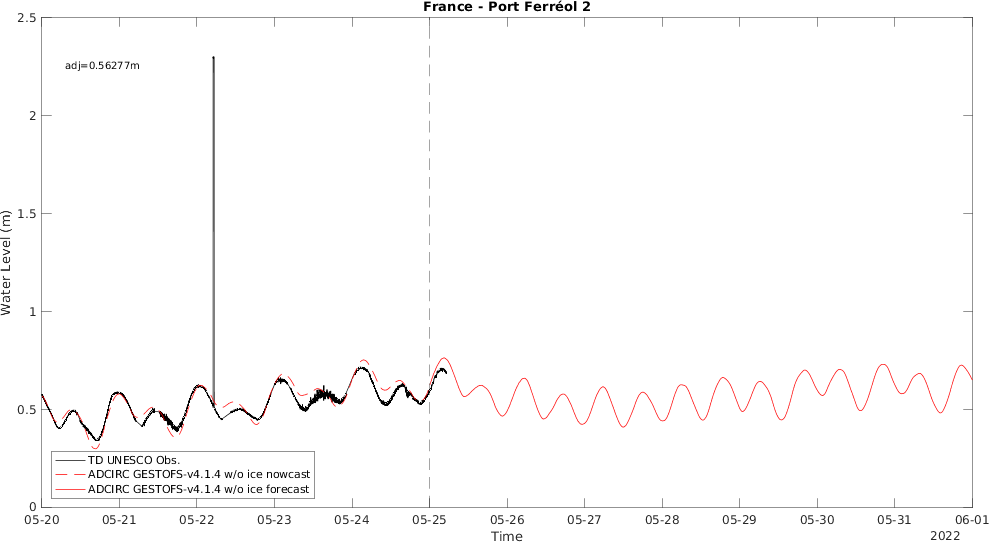 France - Port Ferréol 2
adj=0.56277m
Water Level (m)
2.5
2
1.5
1
0.5
0
TD UNESCO Obs.
ADCIRC GESTOFS-v4.1.4 w/o ice nowcast
ADCIRC GESTOFS-v4.1.4 w/o ice forecast
05-20 05-21 05-22 05-23 05-24 05-25 05-26 05-27 05-28 05-29 05-30 05-31 06-01
Time
2022